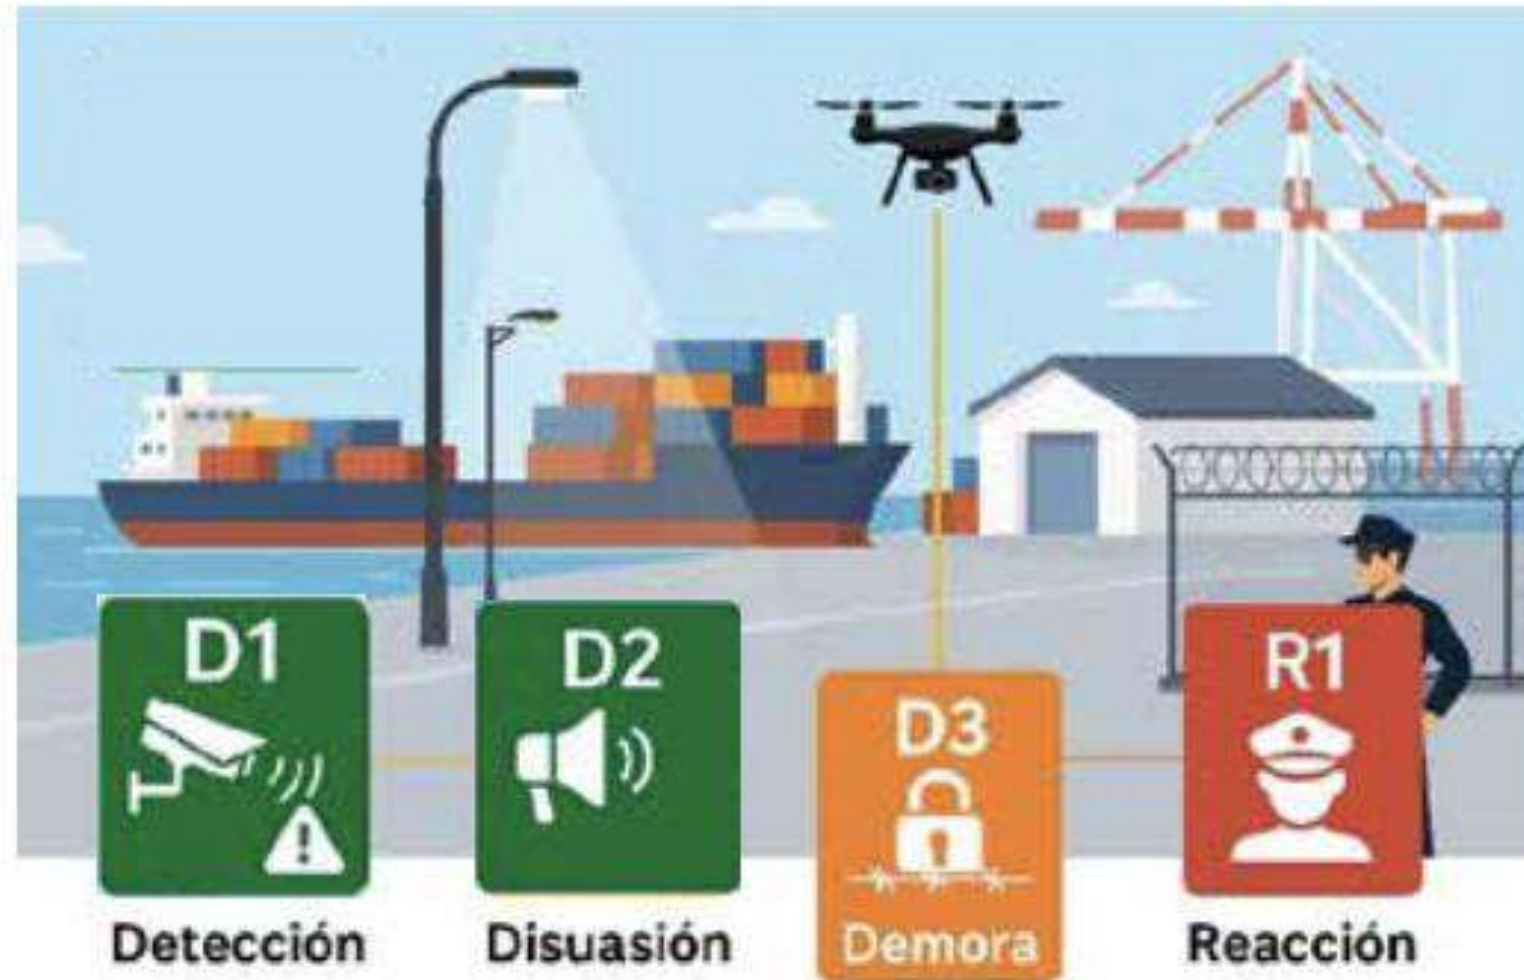 D1
Detección
D2
Disuasión
D3
Demora
R1
Reacción